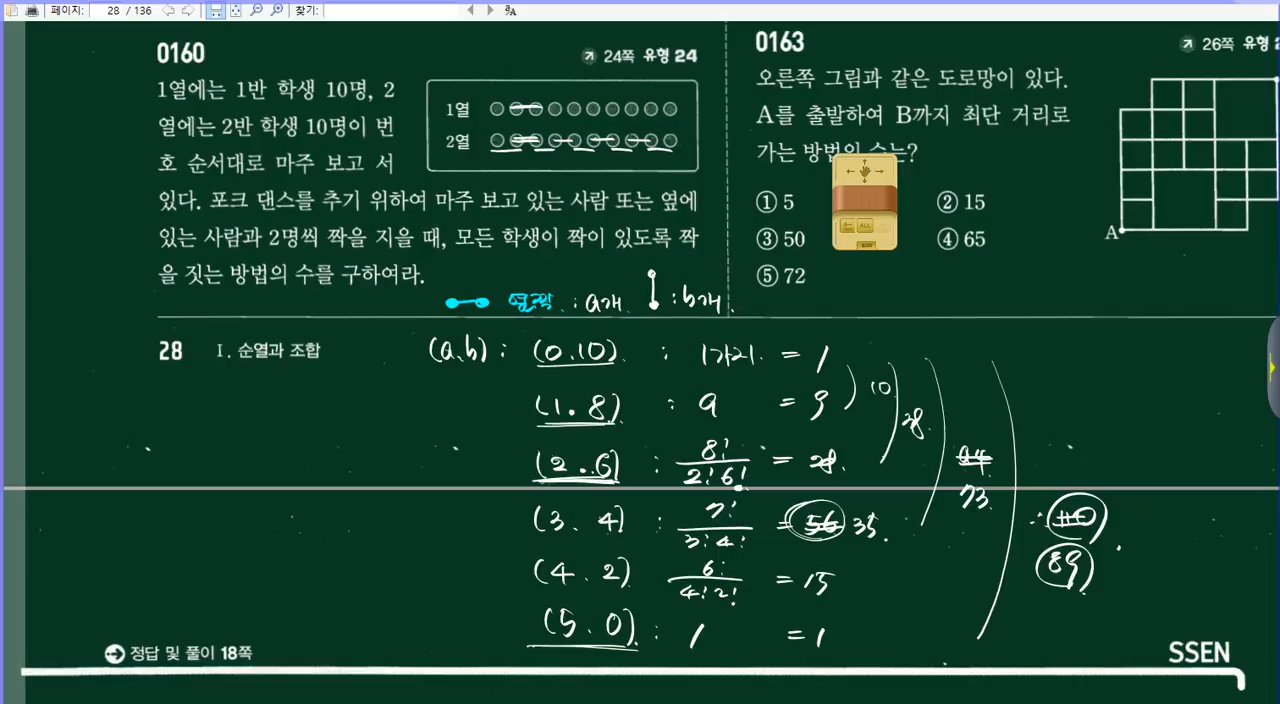 페이지: 28 / 136 찾기:
0160
24쪽 유형 24
1열에는 1반 학생 10명, 2
열에는 2반 학생 10명이 번
호 순서대로 마주 보고 서
있다. 포크 댄스를 추기 위하여 마주 보고 있는 사람 또는 옆에
있는 사람과 2명씩 짝을 지을 때, 모든 학생이 짝이 있도록 짝
을 짓는 방법의 수를 구하여라.
1열
2열
: a개 : b개.
28 Ⅰ. 순열과 조합
(a.b) : (0.10) : 1가지. = 1
(1.8) : 9 = 9
10
(2.6) : 8!/2!6! = 28.
28.
(3.4) : 7!/3!4! = 56 35.
73.
(4.2) 6!/4!2! = 15
(5.0) : 1 = 1
∴ 89
정답 및 풀이 18쪽
0163
26쪽 유형
오른쪽 그림과 같은 도로망이 있다.
A를 출발하여 B까지 최단 거리로
가는 방법의 수는?
① 5 ② 15
③ 50 ④ 65
⑤ 72
A
SSEN